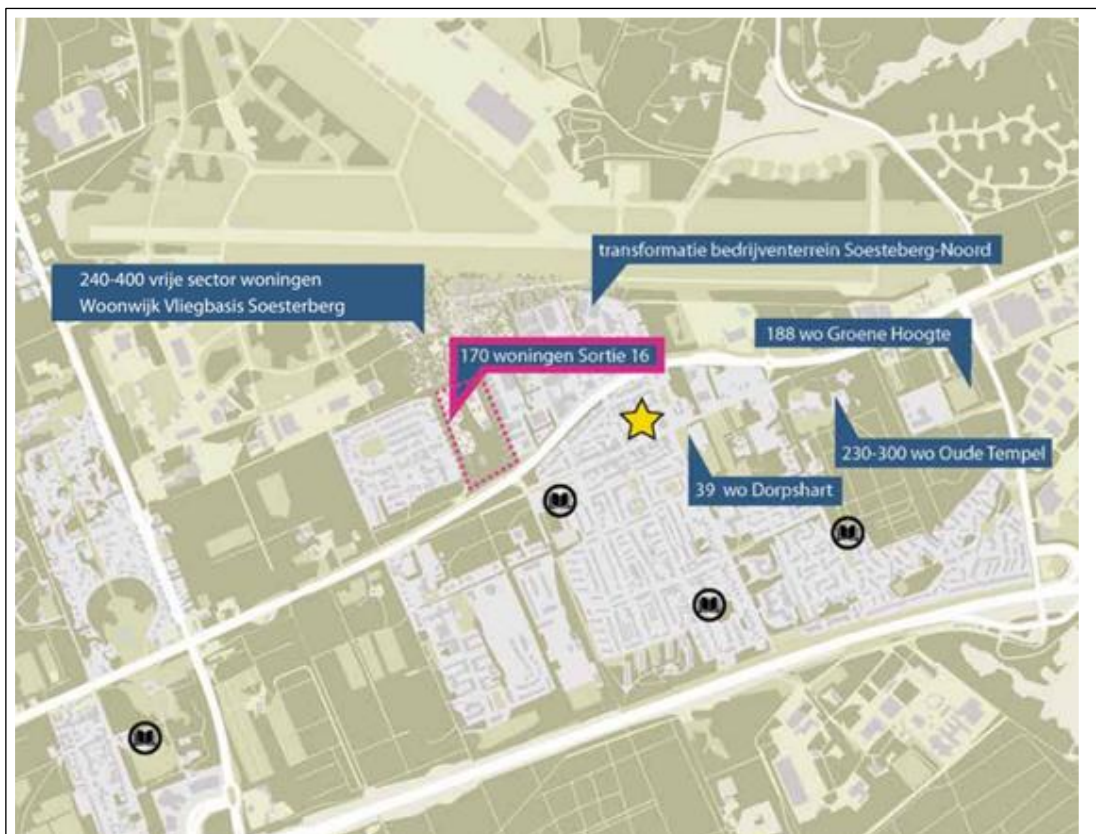 transformatie bedrijventerrein Soesteberg-Noord
240-400 vrije sector woningen
Woonwijk Vliegbasis Soesterberg
188 wo Groene Hoogte
170 woningen Sortie 16
230-300 wo Oude Tempel
39 wo Dorpshart